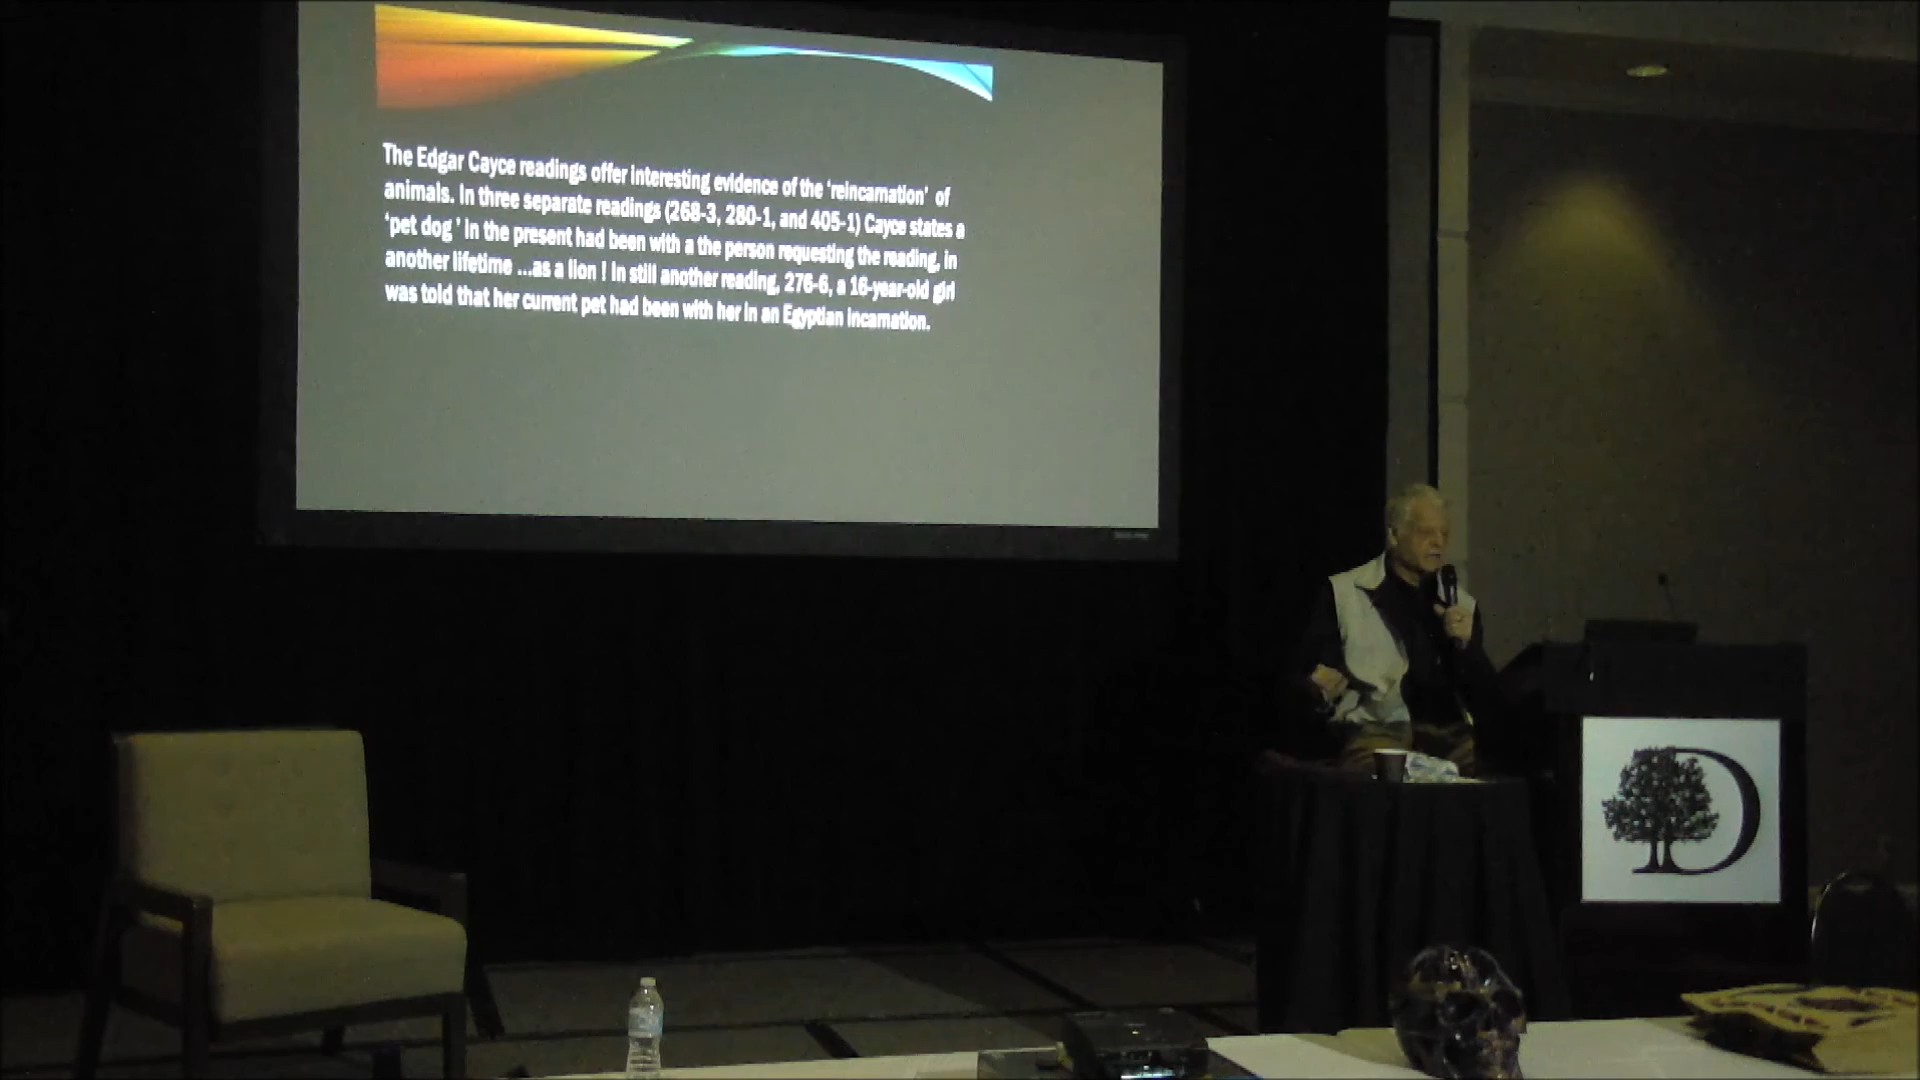 The Edgar Cayce readings offer interesting evidence of the 'reincarnation' of
animals. In three separate readings (268-3, 280-1, and 405-1) Cayce states a
'pet dog ' in the present had been with a the person requesting the reading, in
another lifetime ...as a lion ! In still another reading, 276-6, a 16-year-old girl
was told that her current pet had been with her in an Egyptian incarnation.
D